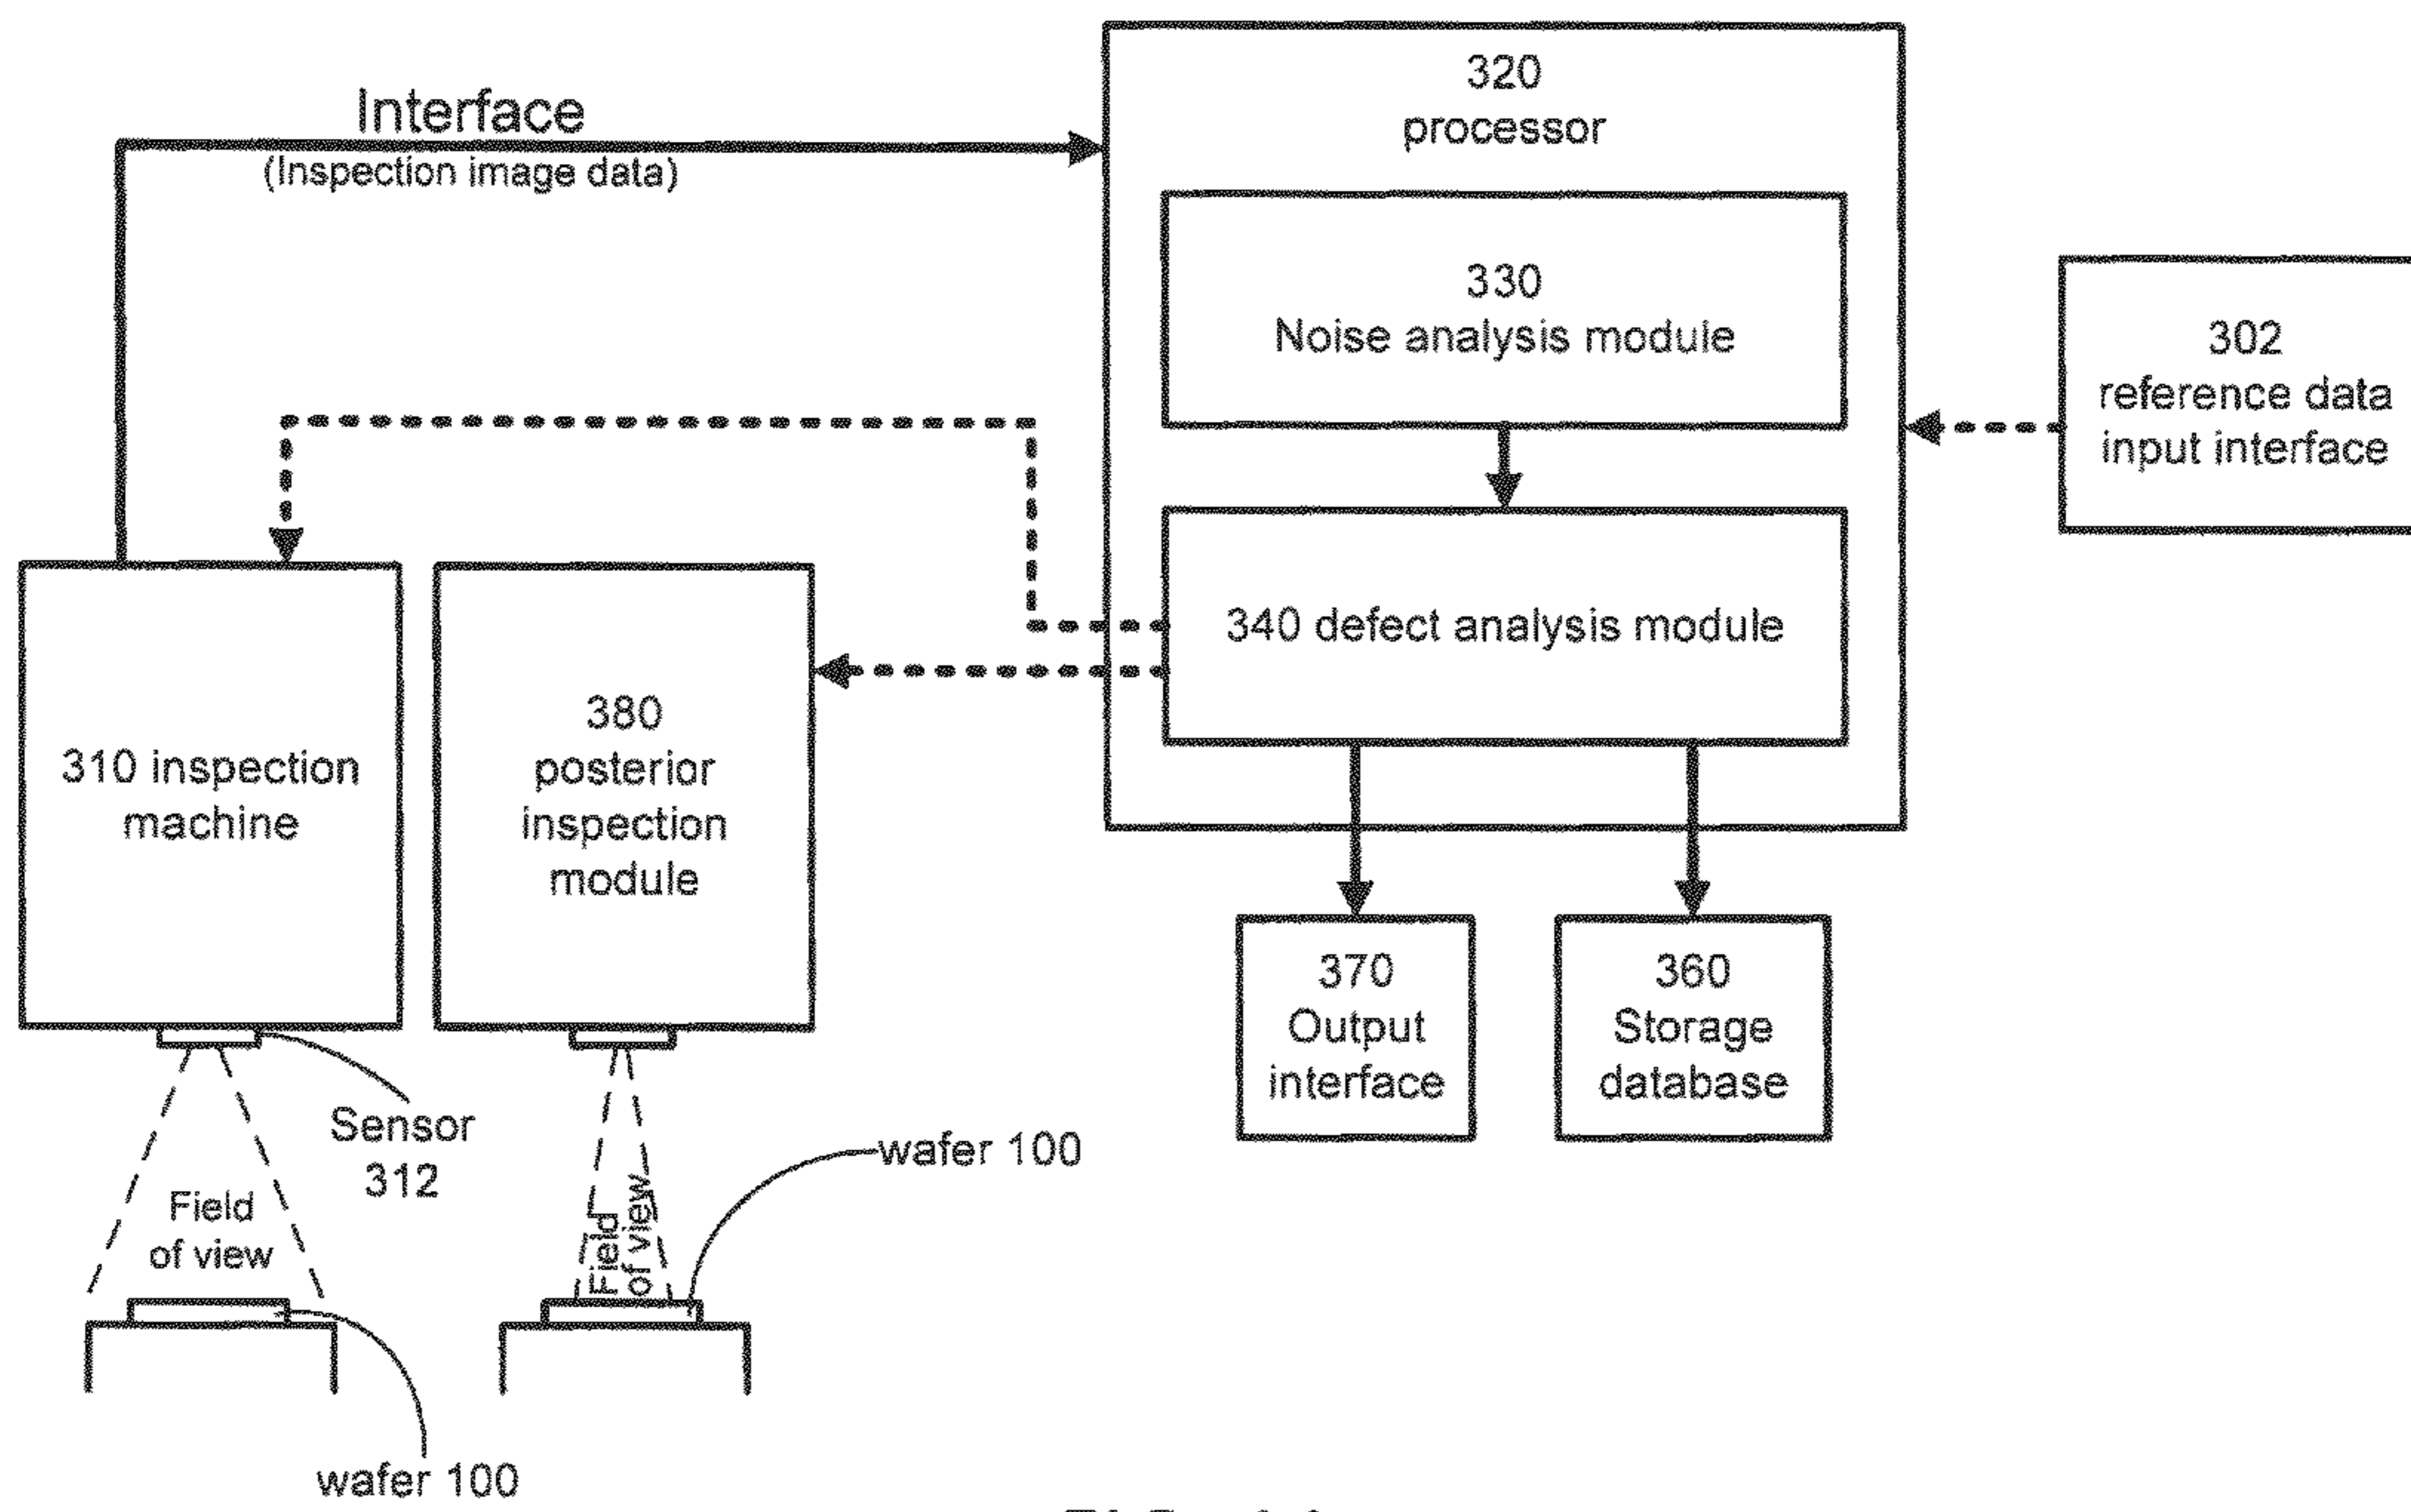 Interface
(Inspection image data)
320
processor
330
Noise analysis module
340 defect analysis module
302
reference data
input interface
310 inspection
machine
380
posterior
inspection
module
370
Output
interface
360
Storage
database
Sensor
312
Field
of view
Field
of view
wafer 100
wafer 100